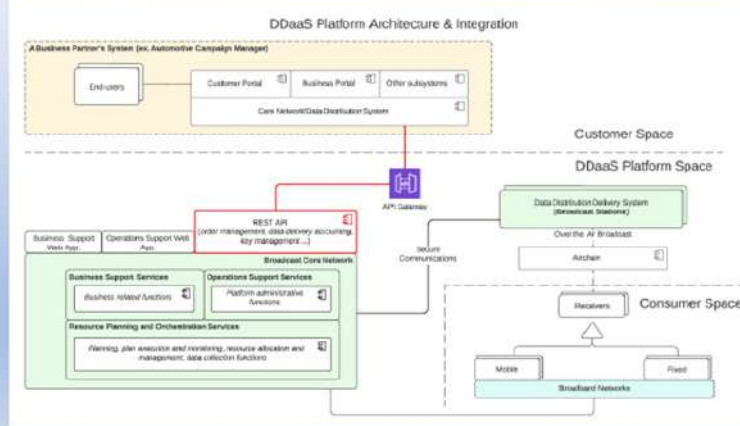 DDaaS Platform Architecture & Integration
A Business Partner's System (ex. Automotive Campaign Manager)
End-users
Customer Portal
Business Portal
Other subsystems
Core Network/Data Distribution System
Customer Space
DDaaS Platform Space
API Gateway
Data Distribution Delivery System
(Broadcast Stations)
REST API
(order management, data delivery accounting,
key management ...)
Business Support
Web App.
Operations Support Web
App.
Over the Air Broadcast
Secure
Communications
Airchain
Broadcast Core Network
Business Support Services
Operations Support Services
Business related functions
Platform administrative
functions
Consumer Space
Receivers
Resource Planning and Orchestration Services
Planning, plan execution and monitoring, resource allocation and
management, data collection functions
Mobile
Fixed
Broadband Networks